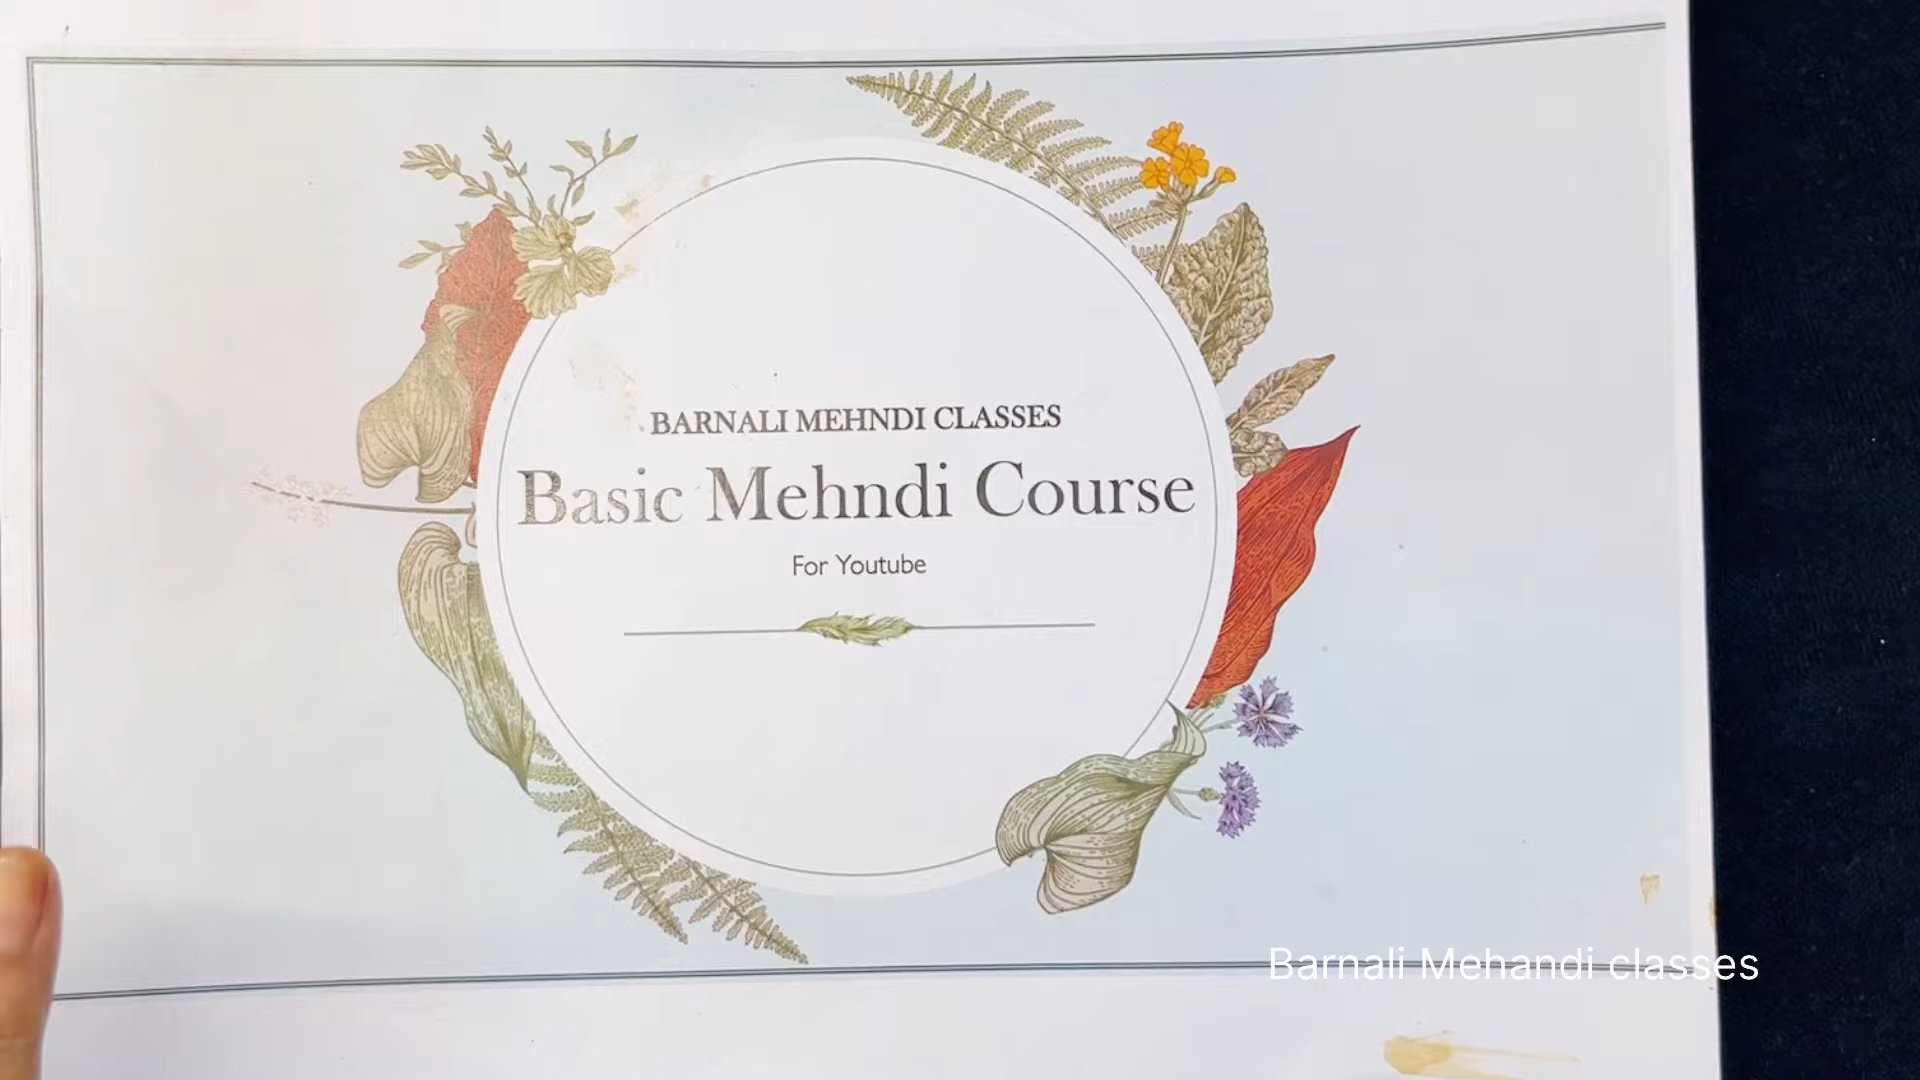 BARNALI MEHNDI CLASSES
Basic Mehndi Course
For Youtube
Barnali Mehandi classes